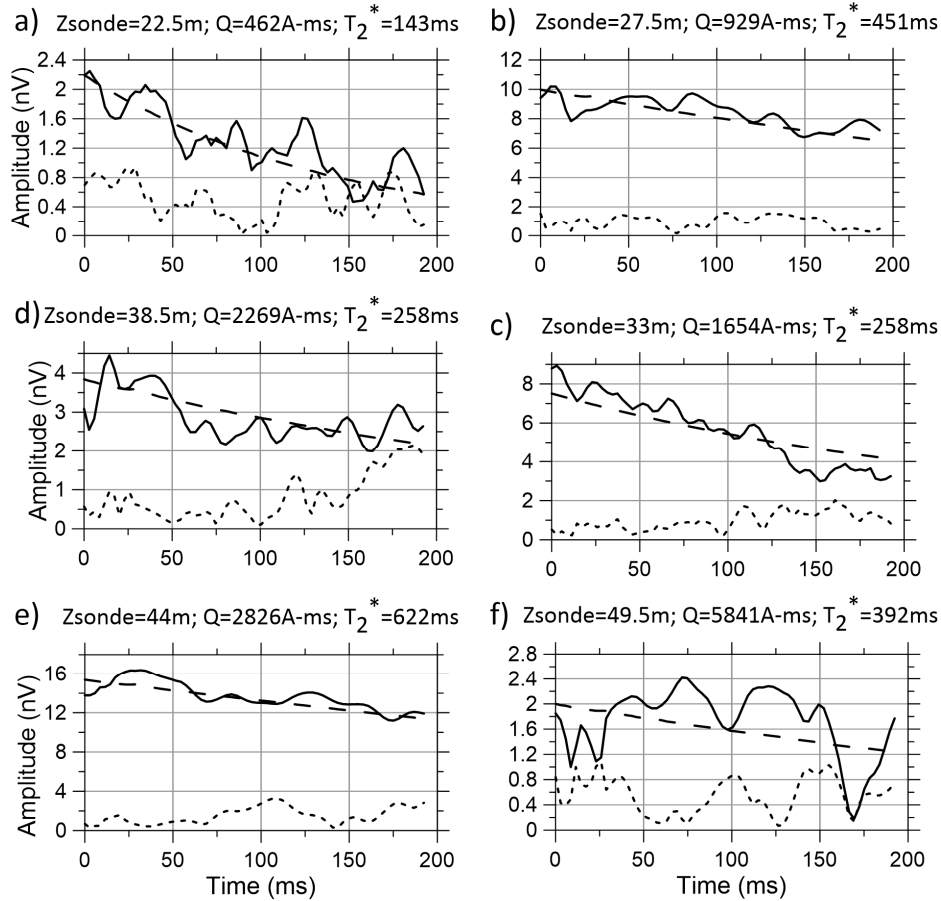 a) Zsonde=22.5m; Q=462A-ms; T2*=143ms
2.4
2
1.6
1.2
0.8
0.4
0
Amplitude (nV)
0 50 100 150 200
b) Zsonde=27.5m; Q=929A-ms; T2*=451ms
12
10
8
6
4
2
0
0 50 100 150 200
d) Zsonde=38.5m; Q=2269A-ms; T2*=258ms
4
3
2
1
0
Amplitude (nV)
0 50 100 150 200
c) Zsonde=33m; Q=1654A-ms; T2*=258ms
8
6
4
2
0
0 50 100 150 200
e) Zsonde=44m; Q=2826A-ms; T2*=622ms
16
12
8
4
0
Amplitude (nV)
0 50 100 150 200
Time (ms)
f) Zsonde=49.5m; Q=5841A-ms; T2*=392ms
2.8
2.4
2
1.6
1.2
0.8
0.4
0
0 50 100 150 200
Time (ms)